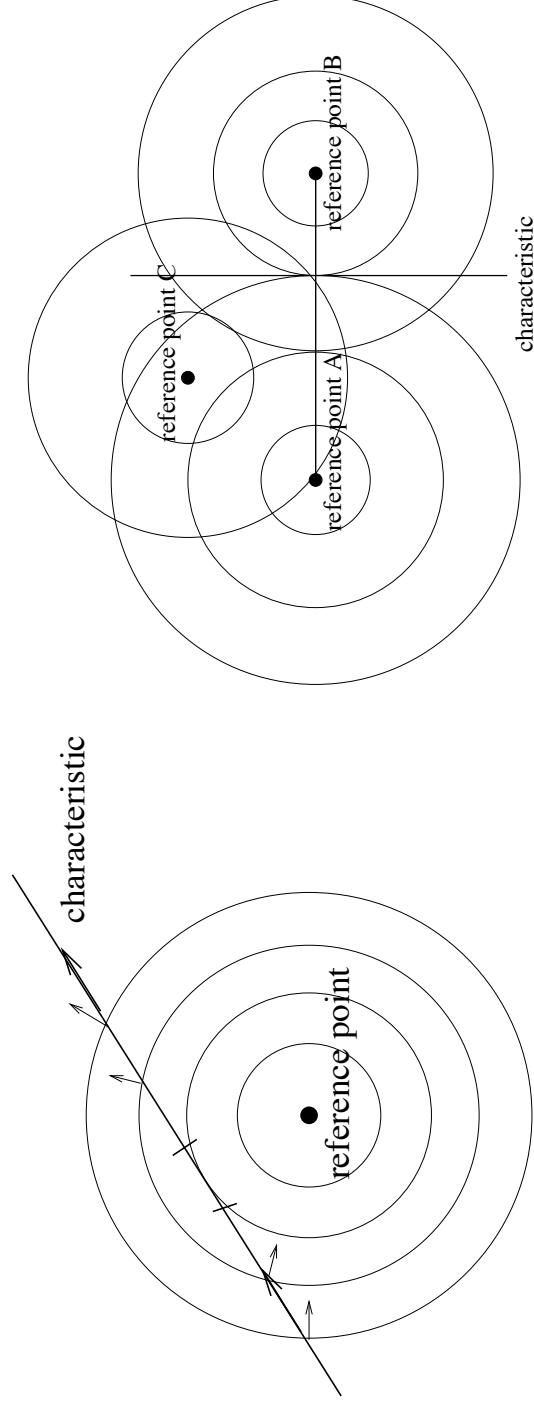 characteristic
reference point
reference point A
reference point C
reference point B
characteristic